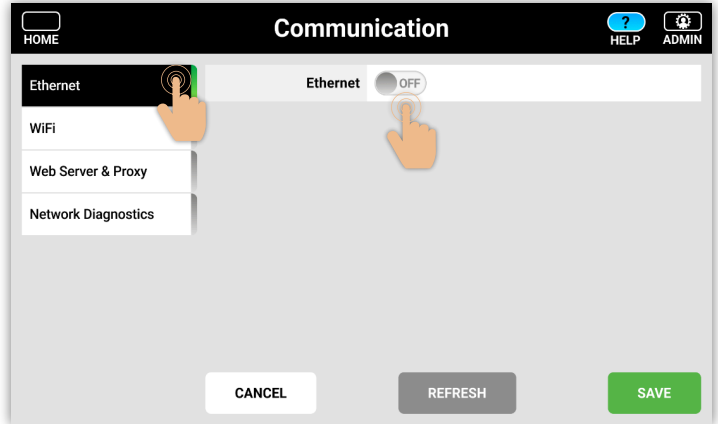 Communication
?
HOME
HELP
ADMIN
Ethernet
Ethernet
OFF
WiFi
Web Server & Proxy
Network Diagnostics
CANCEL
REFRESH
SAVE